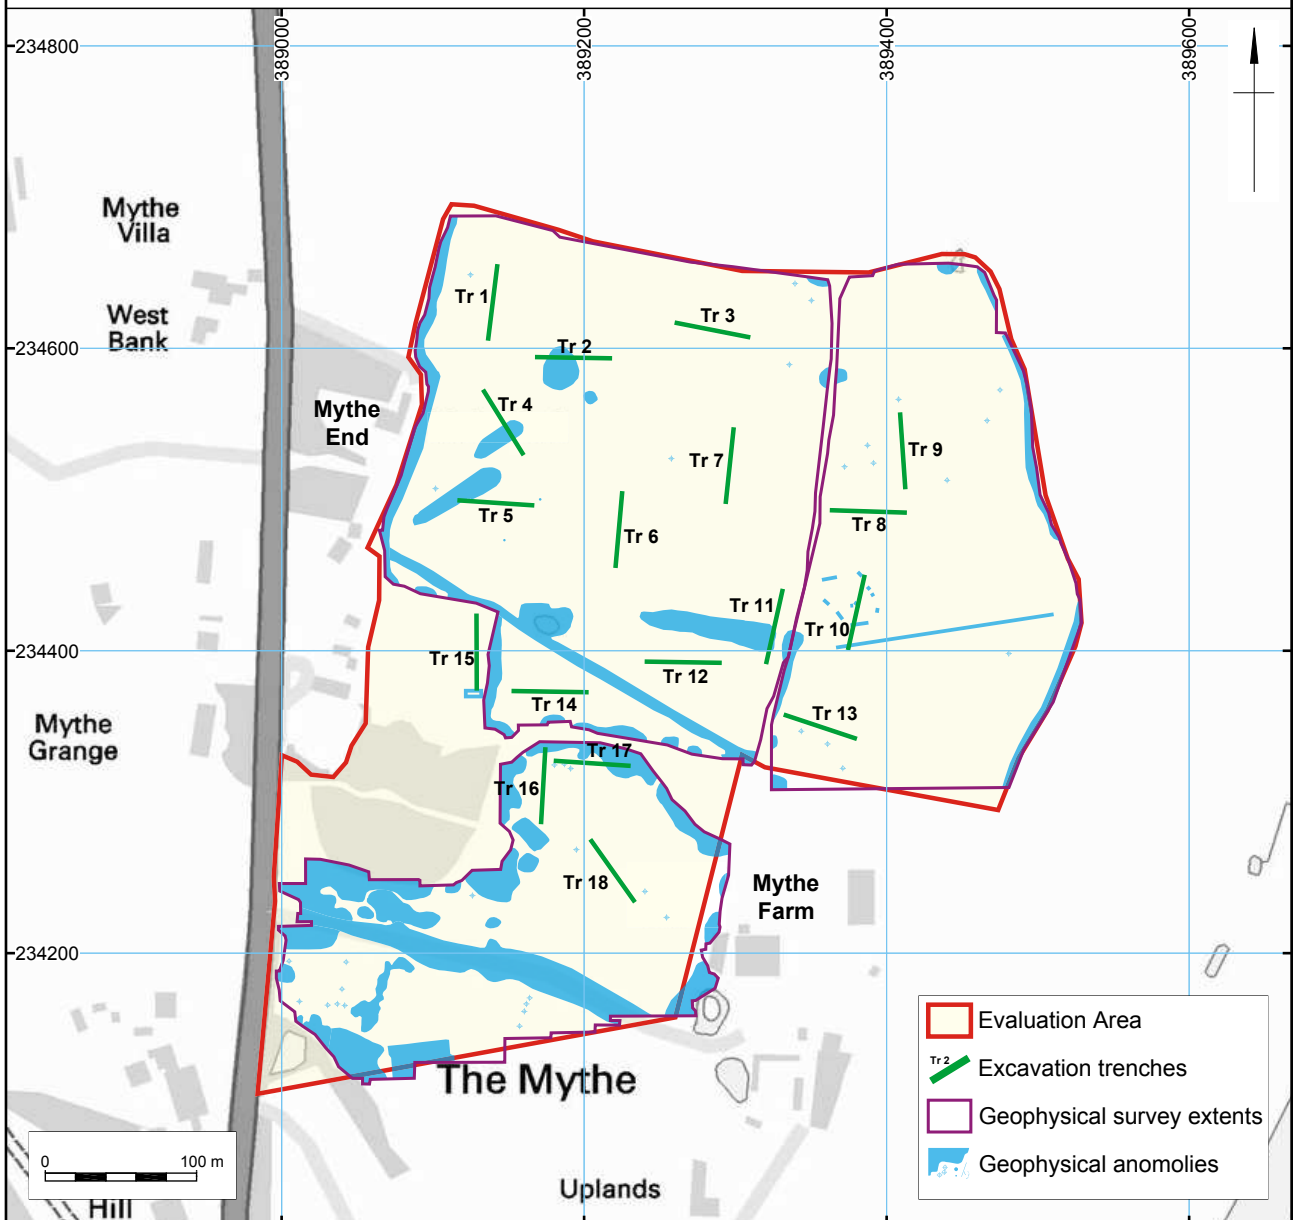 389000
389200
389400
389600
234800
Mythe
Villa
West
Bank
Tr 1
Tr 3
234600
Tr 2
Mythe
End
Tr 4
Tr 7
Tr 9
Tr 5
Tr 6
Tr 8
Tr 11
Tr 10
234400
Tr 15
Tr 12
Tr 14
Tr 13
Mythe
Grange
Tr 17
Tr 16
Tr 18
Mythe
Farm
234200
The Mythe
Uplands
Hill
0
100 m
Evaluation Area
Tr 2
Excavation trenches
Geophysical survey extents
Geophysical anomolies